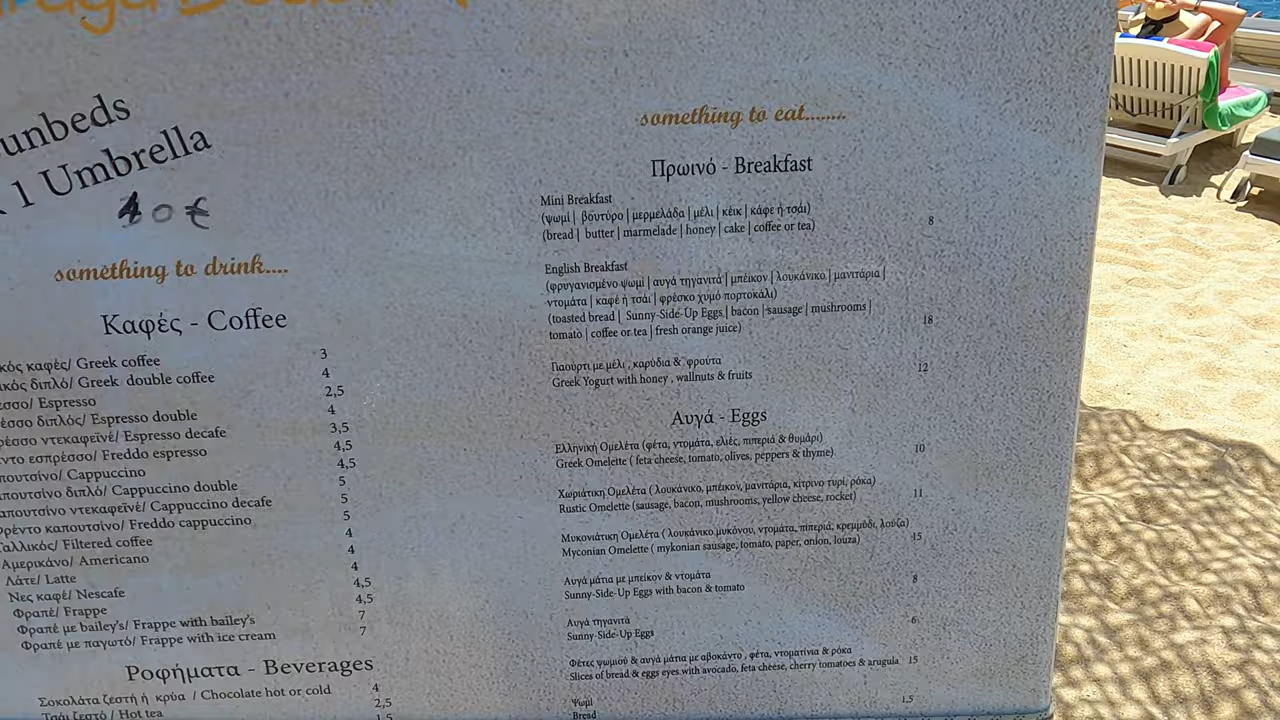 unbeds
1 Umbrella
40€
something to drink....
Καφές - Coffee
κός καφές/ Greek coffee 3
ικός διπλό/ Greek double coffee 4
εσσο/ Espresso 2,5
έσσο διπλός/ Espresso double 4
ρέσσο ντεκαφεϊνέ/ Espresso decafe 3,5
ντο εσπρέσσο/ Freddo espresso 4,5
πουτσίνο/ Cappuccino 4,5
πουτσίνο διπλό/ Cappuccino double 5
απουτσίνο ντεκαφεϊνέ/ Cappuccino decafe 5
ρέντο καπουτσίνο/ Freddo cappuccino 5
αλλικός/ Filtered coffee 4
Αμερικάνο/ Americano 4
Λάτε/ Latte 4
Νες καφέ/ Nescafe 4,5
Φραπέ/ Frappe 4,5
Φραπέ με bailey's/ Frappe with bailey's 7
Φραπέ με παγωτό/ Frappe with ice cream 7
Ροφήματα - Beverages
Σοκολάτα ζεστή ή κρύα / Chocolate hot or cold 4
Τσάι ζεστό / Hot tea 2,5
1,5
something to eat........
Πρωινό - Breakfast
Mini Breakfast
(ψωμί | βούτυρο | μερμελάδα | μέλι | κέικ | κάφε ή τσάι)
(bread | butter | marmelade | honey | cake | coffee or tea) 8
English Breakfast
(φρυγανισμένο ψωμί | αυγά τηγανιτά | μπέικον | λουκάνικο | μανιτάρια |
ντομάτα | καφέ ή τσάι | φρέσκο χυμό πορτοκάλι)
(toasted bread | Sunny-Side-Up Eggs | bacon | sausage | mushrooms |
tomato | coffee or tea | fresh orange juice) 18
Γιαούρτι με μέλι , καρύδια & φρούτα
Greek Yogurt with honey , wallnuts & fruits 12
Αυγά - Eggs
Ελληνική Ομελέτα (φέτα, ντομάτα, ελιές, πιπεριά & θυμάρι)
Greek Omelette ( feta cheese, tomato, olives, peppers & thyme) 10
Χωριάτικη Ομελέτα ( λουκάνικο, μπέικον, μανιτάρια, κίτρινο τυρί, ρόκα)
Rustic Omelette (sausage, bacon, mushrooms, yellow cheese, rocket) 11
Μυκονιάτικη Ομελέτα ( λουκάνικο μυκόνου, ντομάτα, πιπεριά, κρεμμύδι, λούζα)
Myconian Omelette ( mykonian sausage, tomato, paper, onion, louza) 15
Αυγά μάτια με μπείκον & ντομάτα
Sunny-Side-Up Eggs with bacon & tomato 8
Αυγά τηγανιτά
Sunny-Side-Up Eggs 6
Φέτες ψωμιού & αυγά μάτια με αβοκάντο , φέτα, ντοματίνια & ρόκα
Slices of bread & eggs eyes with avocado, feta cheese, cherry tomatoes & arugula 15
Ψωμί
Bread 1,5